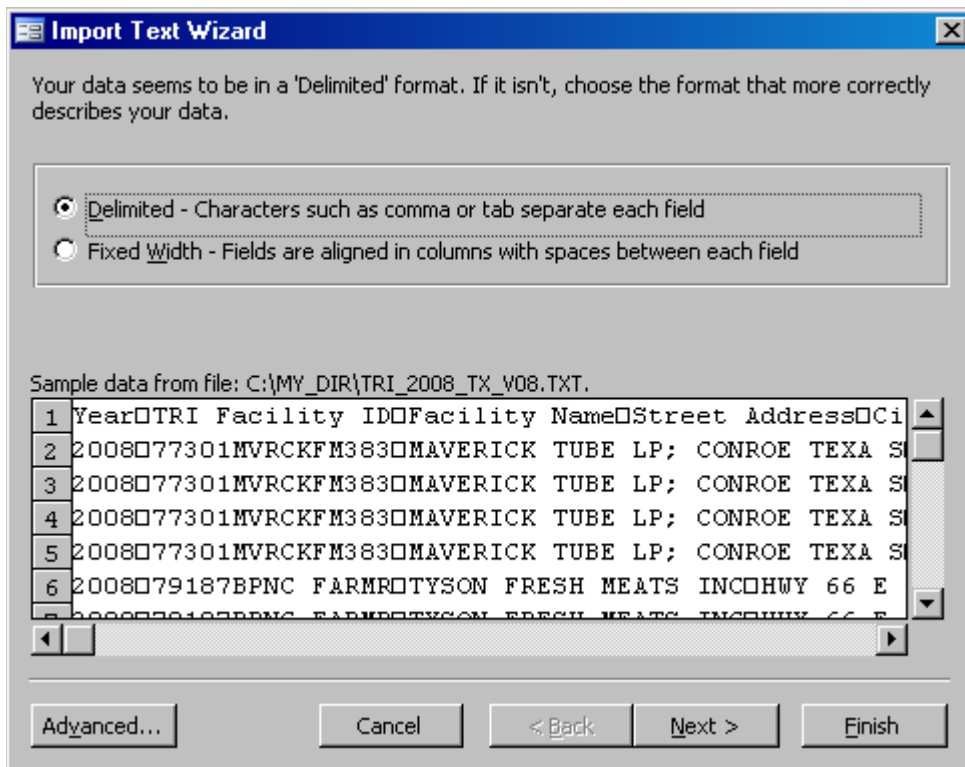 Import Text Wizard
Your data seems to be in a 'Delimited' format. If it isn't, choose the format that more correctly
describes your data.
Delimited - Characters such as comma or tab separate each field
Fixed Width - Fields are aligned in columns with spaces between each field
Sample data from file: C:\MY_DIR\TRI_2008_TX_V08.TXT.
1 Year□TRI Facility ID□Facility Name□Street Address□Ci
2 2008□77301MVRCKFM383□MAVERICK TUBE LP; CONROE TEXA S
3 2008□77301MVRCKFM383□MAVERICK TUBE LP; CONROE TEXA S
4 2008□77301MVRCKFM383□MAVERICK TUBE LP; CONROE TEXA S
5 2008□77301MVRCKFM383□MAVERICK TUBE LP; CONROE TEXA S
6 2008□79187BPNC FARMR□TYSON FRESH MEATS INC□HWY 66 E
Advanced... Cancel < Back Next > Finish